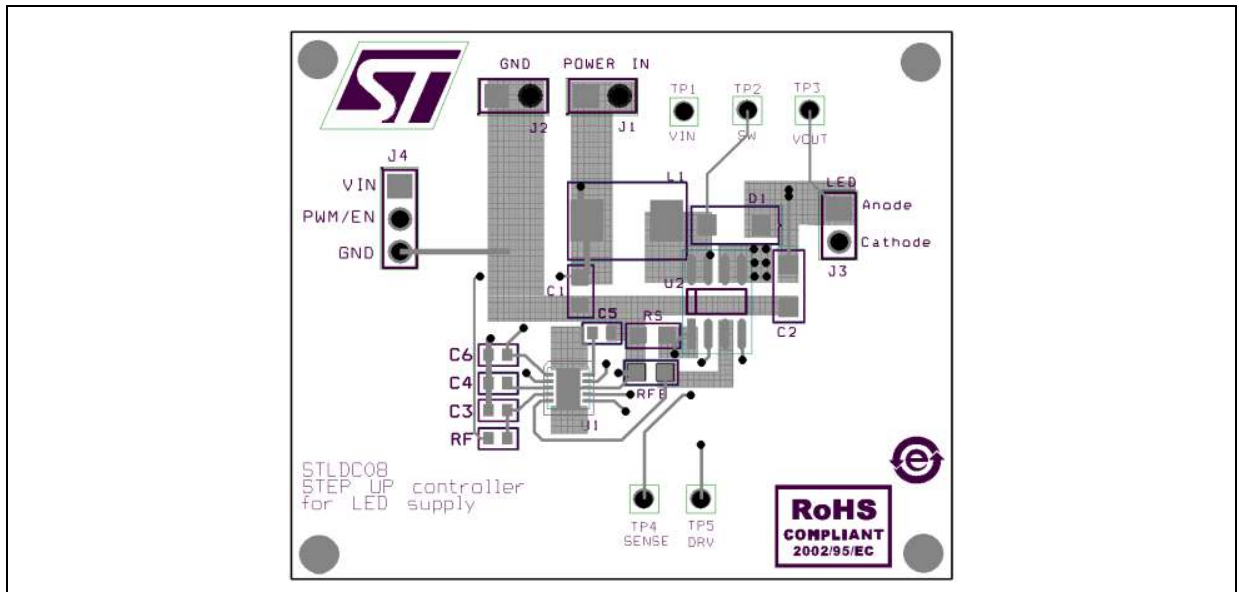 ST
GND
POWER IN
J2
J1
TP1
VIN
TP2
SW
TP3
VOUT
J4
VIN
PWM/EN
GND
L1
D1
LED
Anode
Cathode
J3
C1
U2
C2
C5
RS
C6
C4
C3
RF
RFB
U1
STLDC08
STEP UP controller
for LED supply
TP4
SENSE
TP5
DRV
e
RoHS
COMPLIANT
2002/95/EC